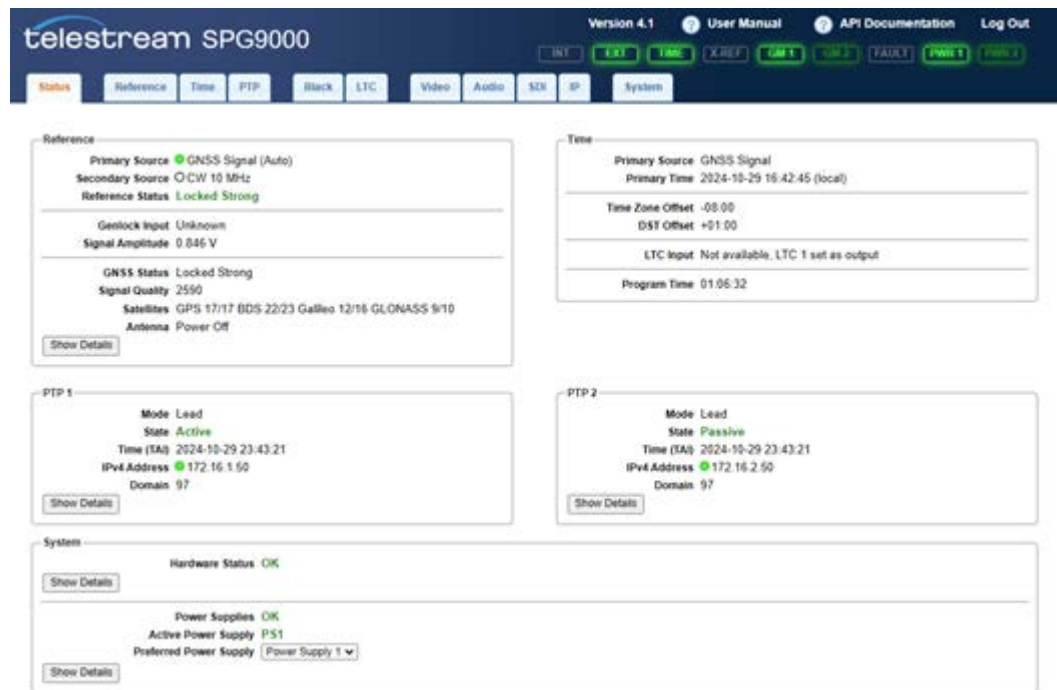 telestream SPG9000
Version 4.1 ? User Manual ? API Documentation Log Out
INT EXT TIME X-REF GM 1 GM 2 FAULT PWR 1 PWR 2
Status Reference Time PTP Black LTC Video Audio SDI IP System
Reference
Primary Source GNSS Signal (Auto)
Secondary Source CW 10 MHz
Reference Status Locked Strong
Genlock Input Unknown
Signal Amplitude 0.846 V
GNSS Status Locked Strong
Signal Quality 2590
Satellites GPS 17/17 BDS 22/23 Galileo 12/16 GLONASS 9/10
Antenna Power Off
Show Details
Time
Primary Source GNSS Signal
Primary Time 2024-10-29 16:42:45 (local)
Time Zone Offset -08:00
DST Offset +01:00
LTC Input Not available, LTC 1 set as output
Program Time 01:06:32
PTP 1
Mode Lead
State Active
Time (TAI) 2024-10-29 23:43:21
IPv4 Address 172.16.1.50
Domain 97
Show Details
PTP 2
Mode Lead
State Passive
Time (TAI) 2024-10-29 23:43:21
IPv4 Address 172.16.2.50
Domain 97
Show Details
System
Hardware Status OK
Show Details
Power Supplies OK
Active Power Supply PS1
Preferred Power Supply Power Supply 1
Show Details